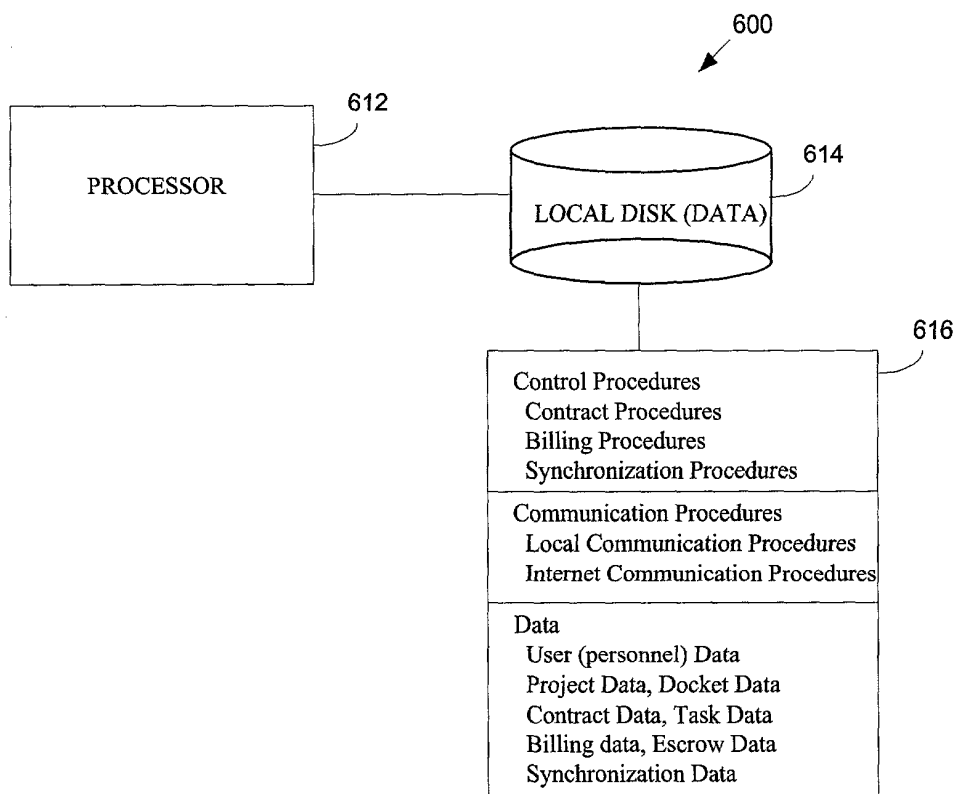 600
612
PROCESSOR
614
LOCAL DISK (DATA)
616
Control Procedures
Contract Procedures
Billing Procedures
Synchronization Procedures
Communication Procedures
Local Communication Procedures
Internet Communication Procedures
Data
User (personnel) Data
Project Data, Docket Data
Contract Data, Task Data
Billing data, Escrow Data
Synchronization Data